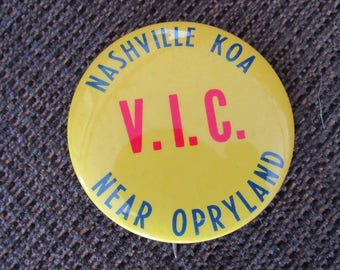 NASHVILLE KOA
V.I.C.
NEAR OPRYLAND